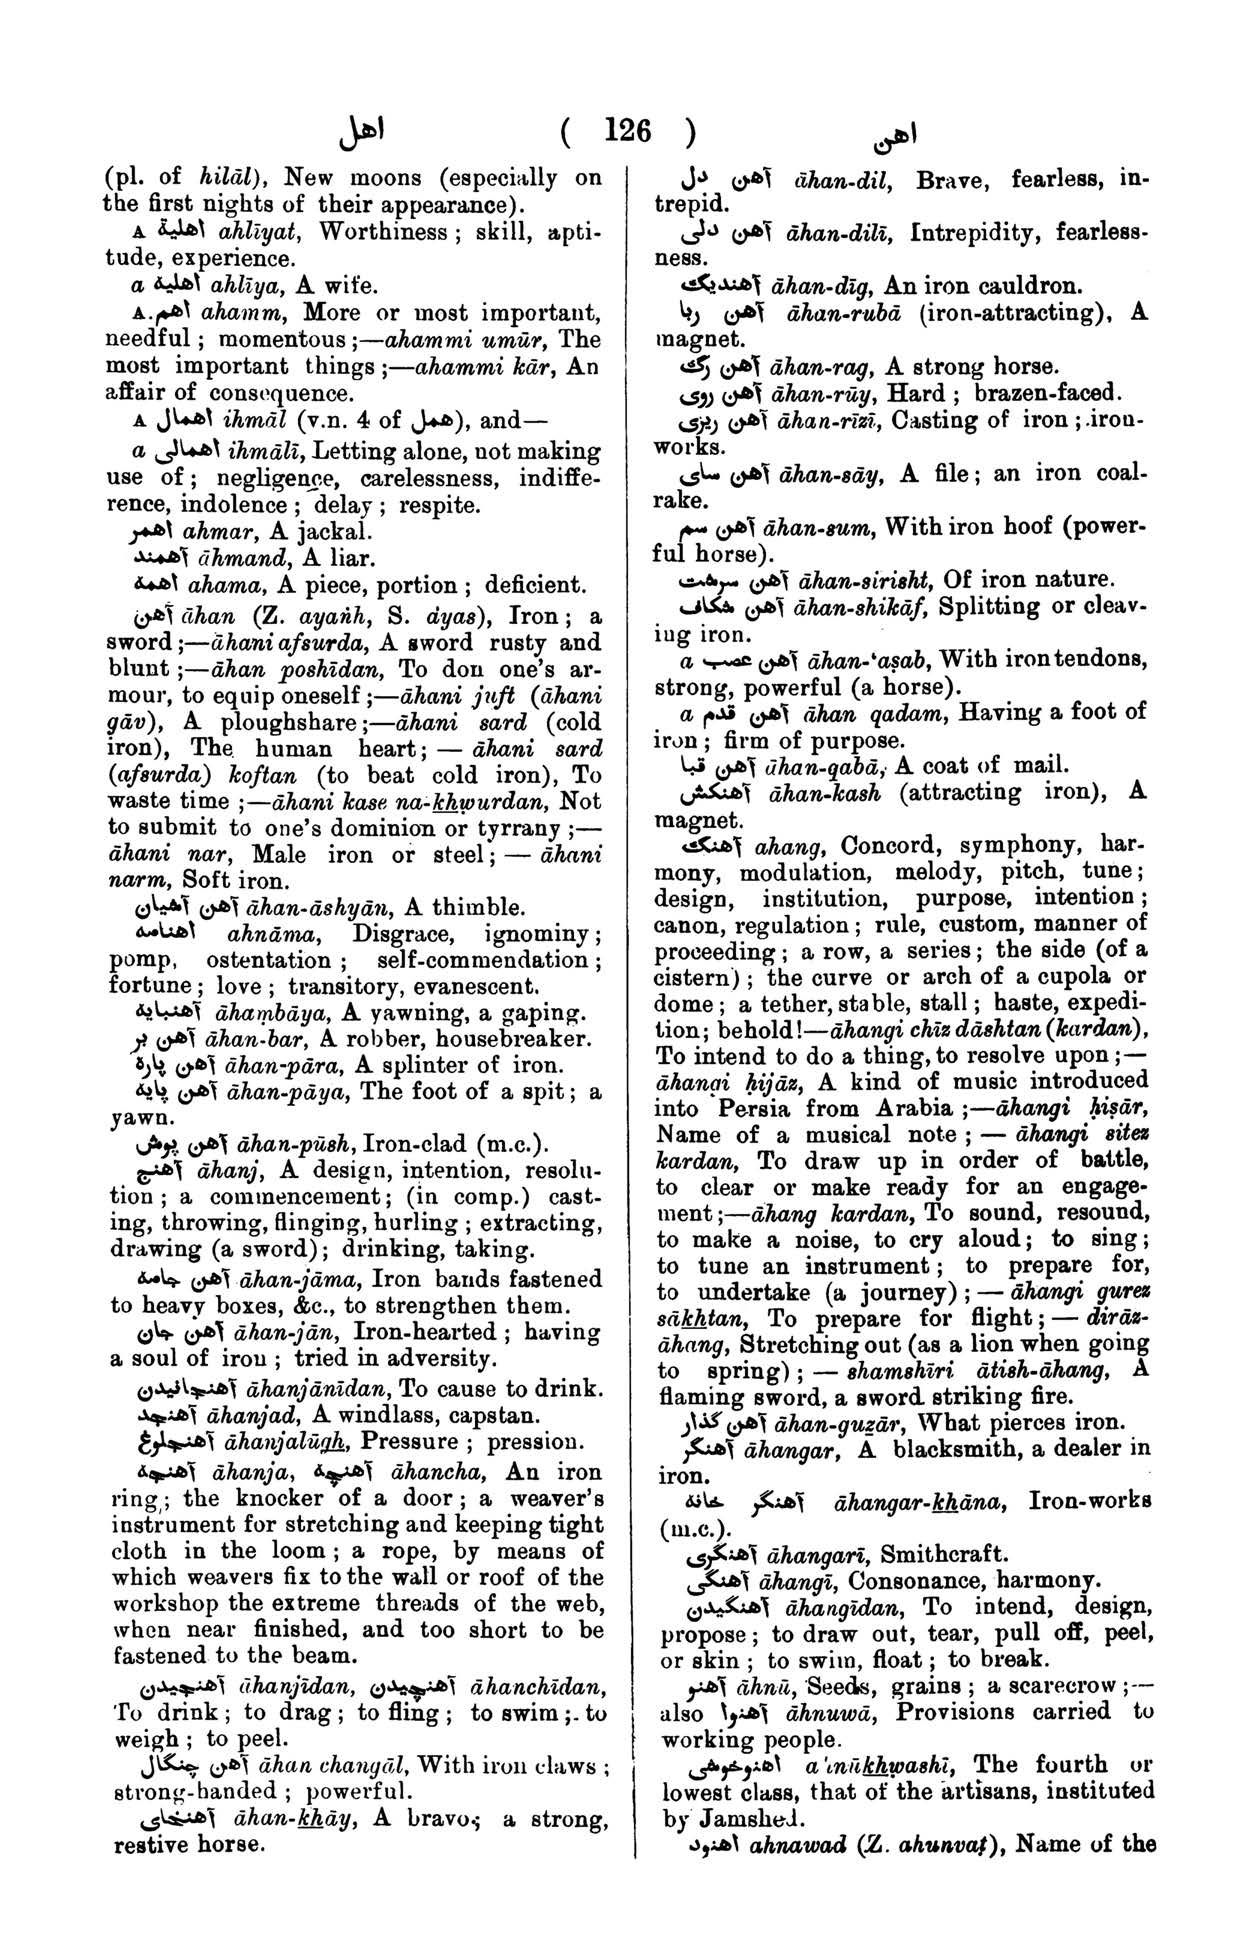 اهل ( 126 ) اهن
(pl. of hilāl), New moons (especially on
the first nights of their appearance).
A اهلیة ahlīyat, Worthiness ; skill, apti-
tude, experience.
a اهلیة ahlīya, A wife.
A اهم ahamm, More or most important,
needful ; momentous ;—ahammi umūr, The
most important things ;—ahammi kār, An
affair of consequence.
A اهمال ihmāl (v.n. 4 of همل), and—
a اهمالی ihmālī, Letting alone, not making
use of ; negligence, carelessness, indiffe-
rence, indolence ; delay ; respite.
اهمر ahmar, A jackal.
آهمند āhmand, A liar.
اهمه ahama, A piece, portion ; deficient.
آهن āhan (Z. ayaṅh, S. áyas), Iron ; a
sword ;—āhani afsurda, A sword rusty and
blunt ;—āhan poshīdan, To don one's ar-
mour, to equip oneself ;—āhani juft (āhani
gāv), A ploughshare ;—āhani sard (cold
iron), The human heart ; — āhani sard
(afsurda) koftan (to beat cold iron), To
waste time ;—āhani kase na-khẉurdan, Not
to submit to one's dominion or tyrrany ;—
āhani nar, Male iron or steel ; — āhani
narm, Soft iron.
آهن آشیان āhan-āshyān, A thimble.
اهنامه ahnāma, Disgrace, ignominy ;
pomp, ostentation ; self-commendation ;
fortune ; love ; transitory, evanescent.
آهنبایه āhaṃbāya, A yawning, a gaping.
آهن بر āhan-bar, A robber, housebreaker.
آهن پاره āhan-pāra, A splinter of iron.
آهن پایه āhan-pāya, The foot of a spit ; a
yawn.
آهن پوش āhan-pūsh, Iron-clad (m.c.).
آهنج āhanj, A design, intention, resolu-
tion ; a commencement ; (in comp.) cast-
ing, throwing, flinging, hurling ; extracting,
drawing (a sword) ; drinking, taking.
آهن جامه āhan-jāma, Iron bands fastened
to heavy boxes, &c., to strengthen them.
آهن جان āhan-jān, Iron-hearted ; having
a soul of iron ; tried in adversity.
آهنجانیدن āhanjānīdan, To cause to drink.
آهنجد āhanjad, A windlass, capstan.
آهنجلوغ āhanjalūgh, Pressure ; pression.
آهنجه āhanja, آهنچه āhancha, An iron
ring ; the knocker of a door ; a weaver's
instrument for stretching and keeping tight
cloth in the loom ; a rope, by means of
which weavers fix to the wall or roof of the
workshop the extreme threads of the web,
when near finished, and too short to be
fastened to the beam.
آهنجیدن āhanjīdan, آهنچیدن āhanchīdan,
To drink ; to drag ; to fling ; to swim ; to
weigh ; to peel.
آهن چنگال āhan changāl, With iron claws ;
strong-handed ; powerful.
آهنخای āhan-khāy, A bravo ; a strong,
restive horse.
آهن دل āhan-dil, Brave, fearless, in-
trepid.
آهن دلی āhan-dilī, Intrepidity, fearless-
ness.
آهندیگ āhan-dīg, An iron cauldron.
آهن ربا āhan-rubā (iron-attracting), A
magnet.
آهن رگ āhan-rag, A strong horse.
آهن روی āhan-rūy, Hard ; brazen-faced.
آهن ریزی āhan-rīzī, Casting of iron ; iron-
works.
آهن سای āhan-sāy, A file ; an iron coal-
rake.
آهن سم āhan-sum, With iron hoof (power-
ful horse).
آهن سرشت āhan-sirisht, Of iron nature.
آهن شکاف āhan-shikāf, Splitting or cleav-
ing iron.
a آهن عصب āhan-‘aṣab, With iron tendons,
strong, powerful (a horse).
a آهن قدم āhan qadam, Having a foot of
iron ; firm of purpose.
آهن قبا āhan-qabā, A coat of mail.
آهنکش āhan-kash (attracting iron), A
magnet.
آهنگ ahang, Concord, symphony, har-
mony, modulation, melody, pitch, tune ;
design, institution, purpose, intention ;
canon, regulation ; rule, custom, manner of
proceeding ; a row, a series ; the side (of a
cistern) ; the curve or arch of a cupola or
dome ; a tether, stable, stall ; haste, expedi-
tion ; behold !—āhangi chīz dāshtan (kardan),
To intend to do a thing, to resolve upon ;—
āhangi ḥijāz, A kind of music introduced
into Persia from Arabia ;—āhangi ḥiṣār,
Name of a musical note ; — āhangi sitez
kardan, To draw up in order of battle,
to clear or make ready for an engage-
ment ;—āhang kardan, To sound, resound,
to make a noise, to cry aloud ; to sing ;
to tune an instrument ; to prepare for,
to undertake (a journey) ; — āhangi gurez
sākhtan, To prepare for flight ; — dirāz-
āhang, Stretching out (as a lion when going
to spring) ; — shamshīri ātish-āhang, A
flaming sword, a sword striking fire.
آهن گذار āhan-guẕār, What pierces iron.
آهنگر āhangar, A blacksmith, a dealer in
iron.
آهنگر خانه āhangar-khāna, Iron-works
(m.c.).
آهنگری āhangarī, Smithcraft.
آهنگی āhangī, Consonance, harmony.
آهنگیدن āhangīdan, To intend, design,
propose ; to draw out, tear, pull off, peel,
or skin ; to swim, float ; to break.
آهنو āhnū, Seeds, grains ; a scarecrow ;—
also آهنوا āhnuwā, Provisions carried to
working people.
اهنوخوشی ahnūkhẉashī, The fourth or
lowest class, that of the artisans, instituted
by Jamshed.
اهنود ahnawad (Z. ahunvaṭ), Name of the